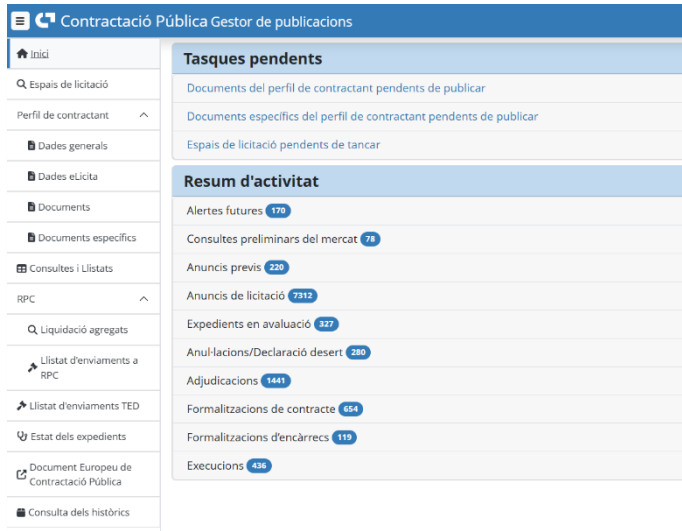 Contractació Pública Gestor de publicacions
Inici
Espais de licitació
Perfil de contractant
Dades generals
Dades eLicita
Documents
Documents específics
Consultes i Llistats
RPC
Liquidació agregats
Llistat d'enviaments a
RPC
Llistat d'enviaments TED
Estat dels expedients
Document Europeu de
Contractació Pública
Consulta dels històrics
Tasques pendents
Documents del perfil de contractant pendents de publicar
Documents específics del perfil de contractant pendents de publicar
Espais de licitació pendents de tancar
Resum d'activitat
Alertes futures 170
Consultes preliminars del mercat 78
Anuncis previs 220
Anuncis de licitació 7312
Expedients en avaluació 327
Anul·lacions/Declaració desert 280
Adjudicacions 1441
Formalitzacions de contracte 654
Formalitzacions d'encàrrecs 119
Execucions 436